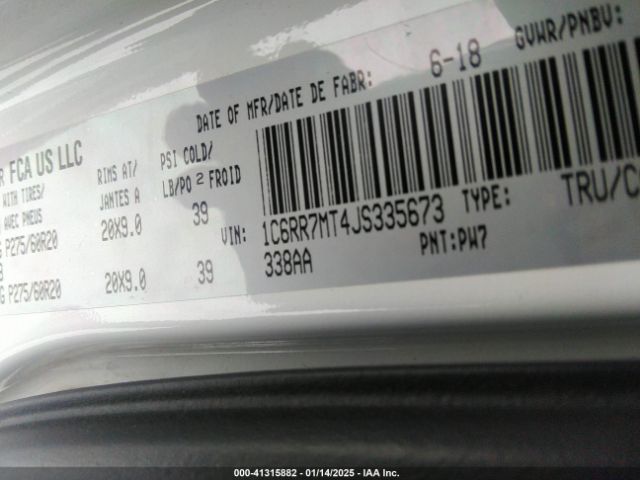 DATE OF MFR/DATE DE FABR: 6-18 GVWR/PNBV:
FCA US LLC
WITH TIRES/ RIMS AT/ PSI COLD/
AVEC PNEUS JANTES A LB/PO 2 FROID
P275/60R20 20X9.0 39
P275/60R20 20X9.0 39
VIN: 1C6RR7MT4JS335673 TYPE:
338AA PNT:PW7
000-41315882 - 01/14/2025 - IAA Inc.